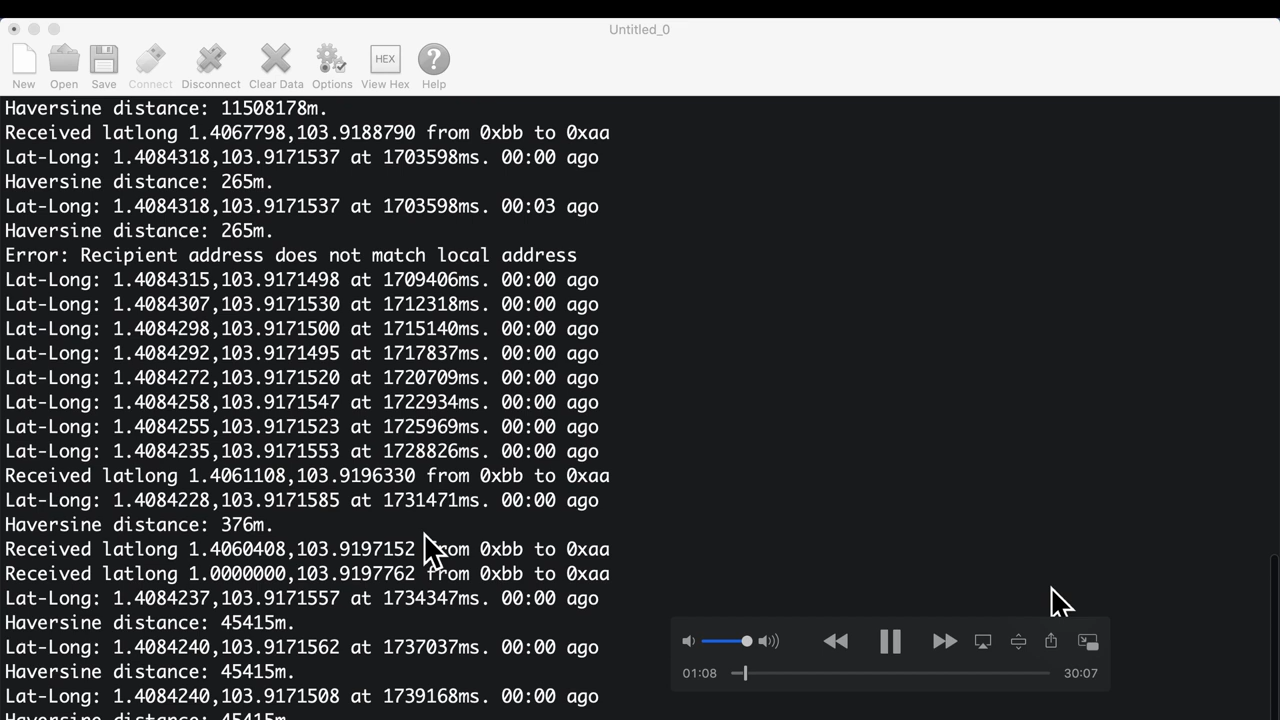 Untitled_0
New Open Save Connect Disconnect Clear Data Options HEX View Hex ? Help
Haversine distance: 11508178m.
Received latlong 1.4067798,103.9188790 from 0xbb to 0xaa
Lat-Long: 1.4084318,103.9171537 at 1703598ms. 00:00 ago
Haversine distance: 265m.
Lat-Long: 1.4084318,103.9171537 at 1703598ms. 00:03 ago
Haversine distance: 265m.
Error: Recipient address does not match local address
Lat-Long: 1.4084315,103.9171498 at 1709406ms. 00:00 ago
Lat-Long: 1.4084307,103.9171530 at 1712318ms. 00:00 ago
Lat-Long: 1.4084298,103.9171500 at 1715140ms. 00:00 ago
Lat-Long: 1.4084292,103.9171495 at 1717837ms. 00:00 ago
Lat-Long: 1.4084272,103.9171520 at 1720709ms. 00:00 ago
Lat-Long: 1.4084258,103.9171547 at 1722934ms. 00:00 ago
Lat-Long: 1.4084255,103.9171523 at 1725969ms. 00:00 ago
Lat-Long: 1.4084235,103.9171553 at 1728826ms. 00:00 ago
Received latlong 1.4061108,103.9196330 from 0xbb to 0xaa
Lat-Long: 1.4084228,103.9171585 at 1731471ms. 00:00 ago
Haversine distance: 376m.
Received latlong 1.4060408,103.9197152 from 0xbb to 0xaa
Received latlong 1.0000000,103.9197762 from 0xbb to 0xaa
Lat-Long: 1.4084237,103.9171557 at 1734347ms. 00:00 ago
Haversine distance: 45415m.
Lat-Long: 1.4084240,103.9171562 at 1737037ms. 00:00 ago
Haversine distance: 45415m.
Lat-Long: 1.4084240,103.9171508 at 1739168ms. 00:00 ago
Haversine distance: 45415m.
01:08 30:07